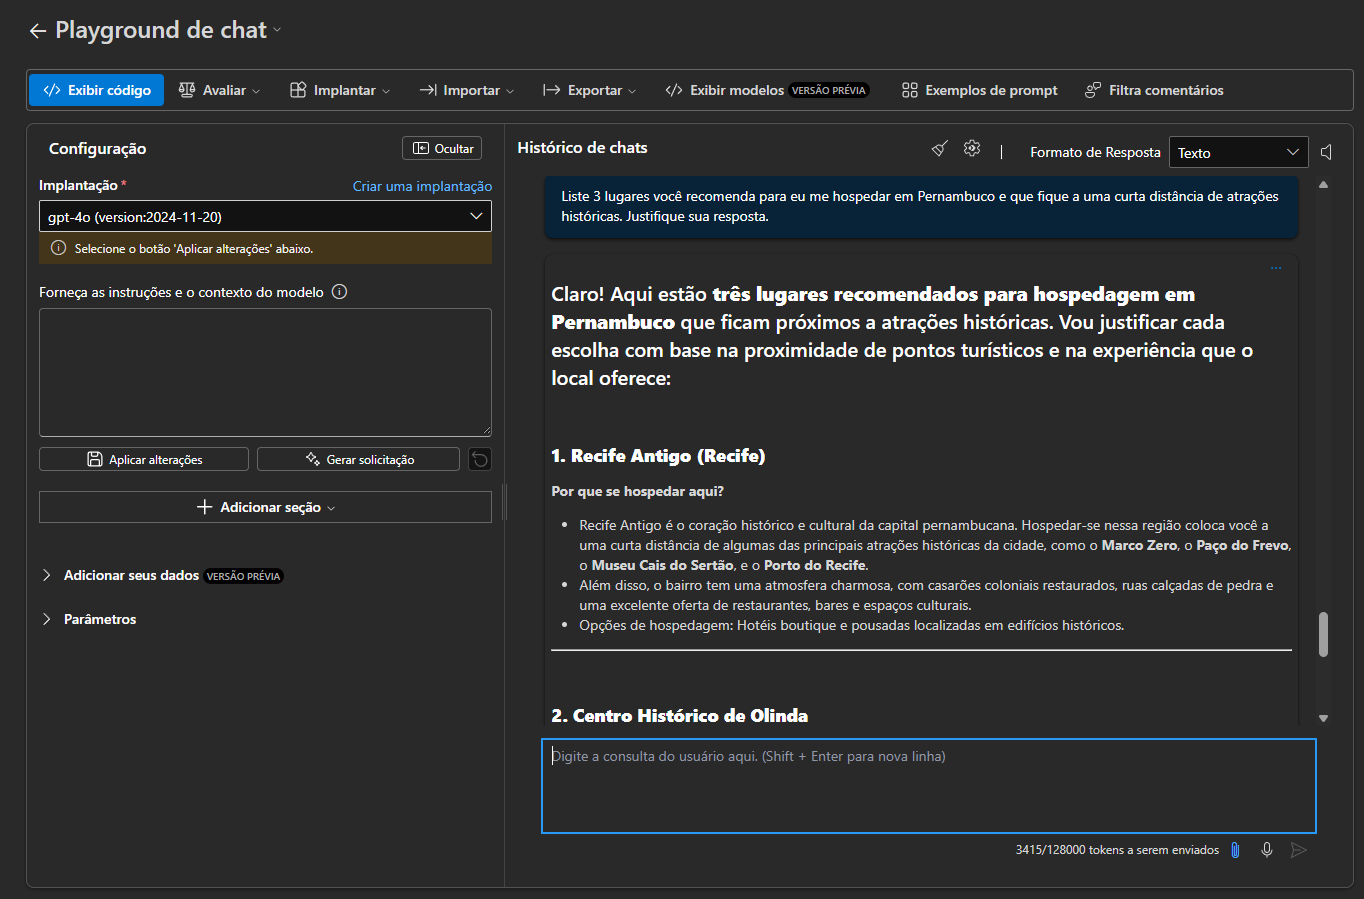 Playground de chat
Exibir código
Avaliar
Implantar
Importar
Exportar
Exibir modelos VERSÃO PRÉVIA
Exemplos de prompt
Filtra comentários
Configuração
Ocultar
Implantação *
Criar uma implantação
gpt-4o (version:2024-11-20)
Selecione o botão 'Aplicar alterações' abaixo.
Forneça as instruções e o contexto do modelo
Aplicar alterações
Gerar solicitação
Adicionar seção
Adicionar seus dados VERSÃO PRÉVIA
Parâmetros
Histórico de chats
Formato de Resposta
Texto
Liste 3 lugares você recomenda para eu me hospedar em Pernambuco e que fique a uma curta distância de atrações
históricas. Justifique sua resposta.
Claro! Aqui estão três lugares recomendados para hospedagem em
Pernambuco que ficam próximos a atrações históricas. Vou justificar cada
escolha com base na proximidade de pontos turísticos e na experiência que o
local oferece:
1. Recife Antigo (Recife)
Por que se hospedar aqui?
• Recife Antigo é o coração histórico e cultural da capital pernambucana. Hospedar-se nessa região coloca você a
uma curta distância de algumas das principais atrações históricas da cidade, como o Marco Zero, o Paço do Frevo,
o Museu Cais do Sertão, e o Porto do Recife.
• Além disso, o bairro tem uma atmosfera charmosa, com casarões coloniais restaurados, ruas calçadas de pedra e
uma excelente oferta de restaurantes, bares e espaços culturais.
• Opções de hospedagem: Hotéis boutique e pousadas localizadas em edifícios históricos.
2. Centro Histórico de Olinda
Digite a consulta do usuário aqui. (Shift + Enter para nova linha)
3415/128000 tokens a serem enviados